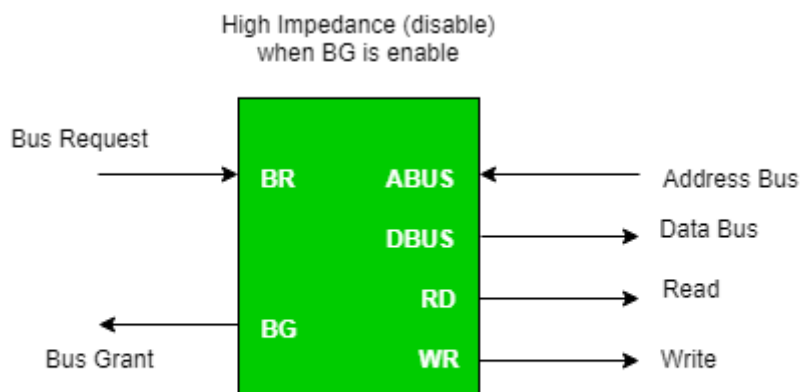 High Impedance (disable)
when BG is enable
Bus Request
BR
ABUS
Address Bus
DBUS
Data Bus
RD
Read
BG
Bus Grant
WR
Write